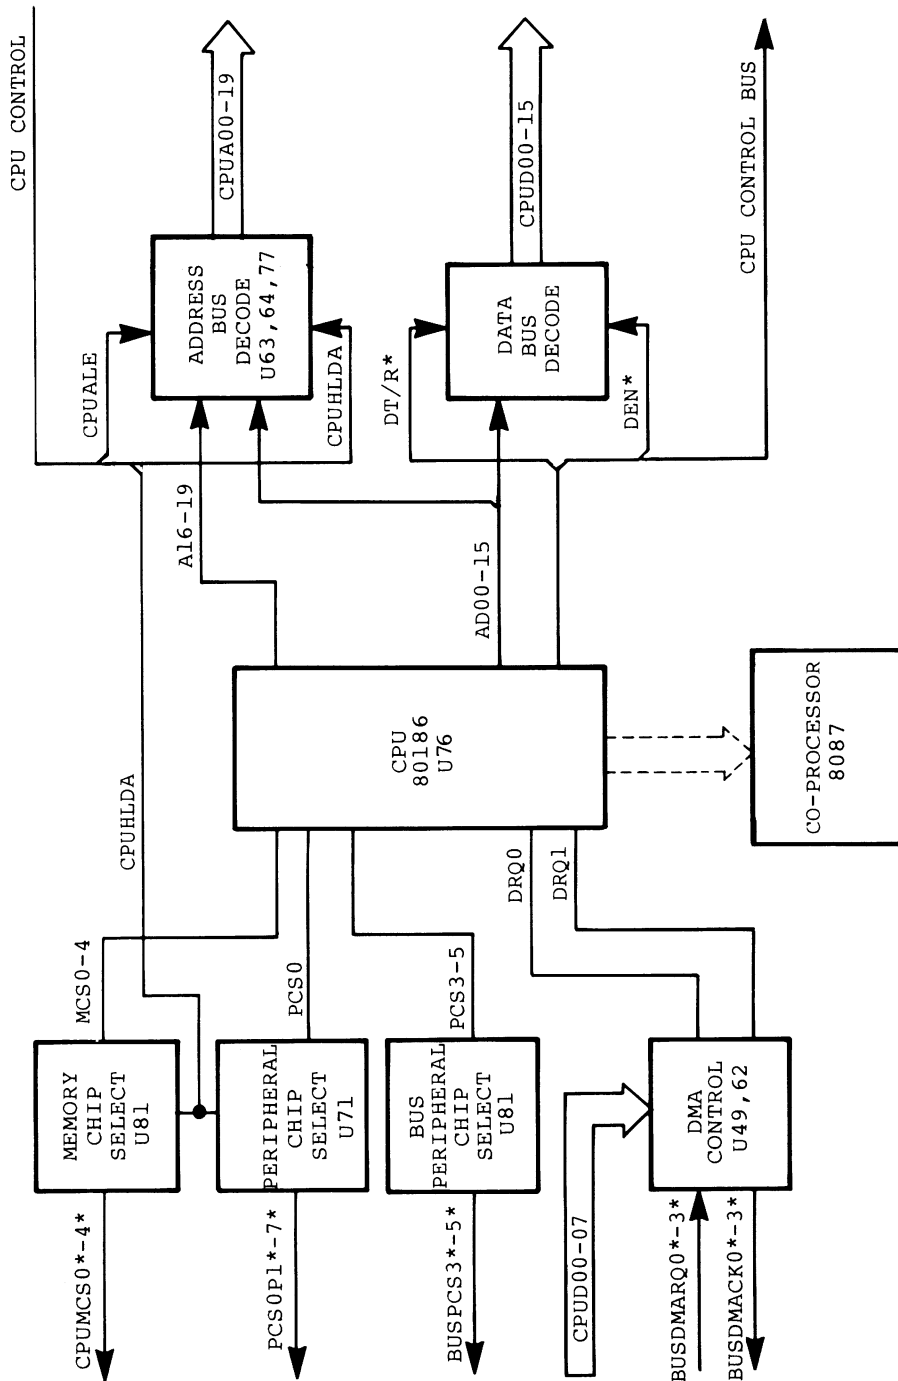 CPU CONTROL
CPUA00-19
CPUD00-15
CPU CONTROL BUS
ADDRESS
BUS
DECODE
U63,64,77
DATA
BUS
DECODE
CPUALE
CPUHLDA
DT/R*
DEN*
A16-19
AD00-15
CPU
80186
U76
CO-PROCESSOR
8087
CPUHLDA
MCS0-4
PCS0
PCS3-5
DRQ0
DRQ1
MEMORY
CHIP
SELECT
U81
PERIPHERAL
CHIP
SELECT
U71
BUS
PERIPHERAL
CHIP
SELECT
U81
DMA
CONTROL
U49,62
CPUMCS0*-4*
PCS0P1*-7*
BUSPCS3*-5*
CPUD00-07
BUSDMARQ0*-3*
BUSDMACK0*-3*